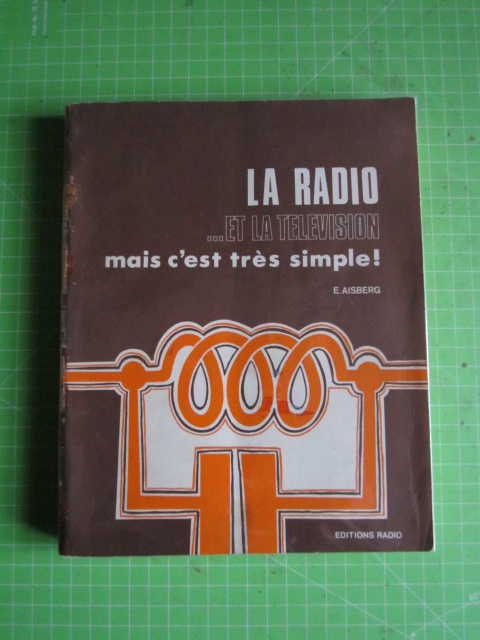 LA RADIO
...ET LA TELEVISION
mais c'est très simple!
E. AISBERG
EDITIONS RADIO